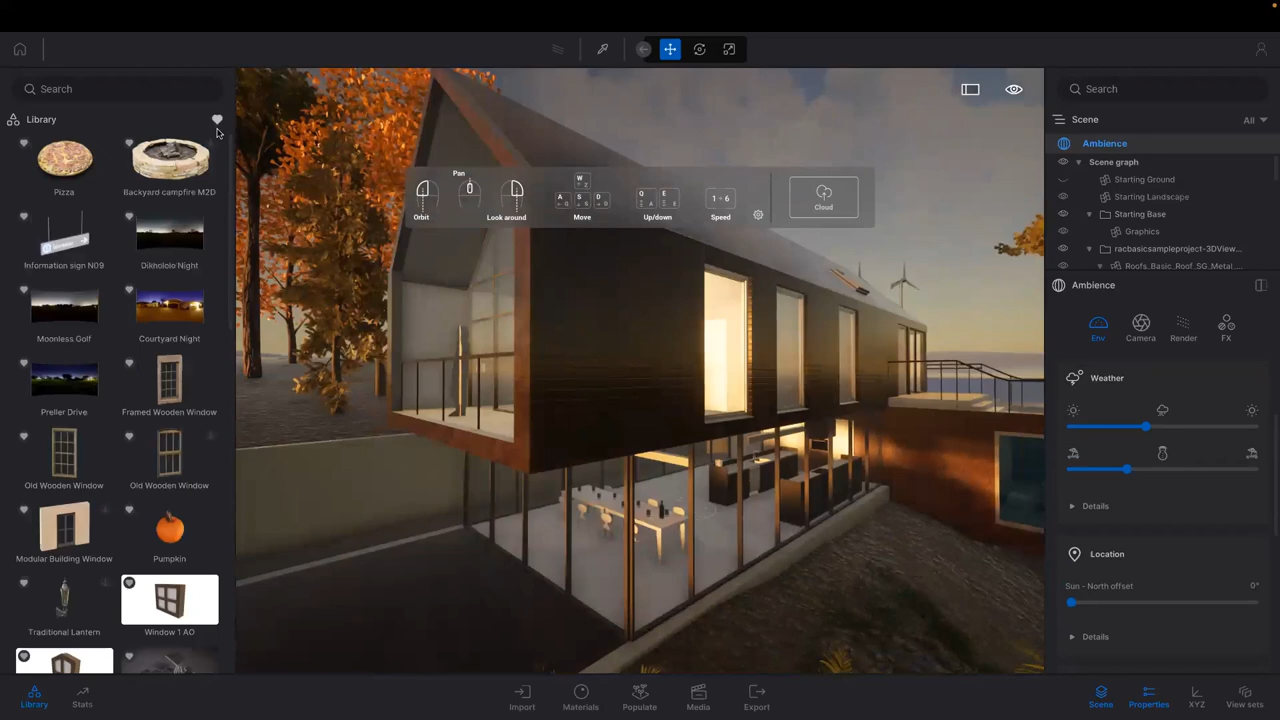 Search
Library
Pizza
Backyard campfire M2D
Information sign N09
Dikhololo Night
Moonless Golf
Courtyard Night
Preller Drive
Framed Wooden Window
Old Wooden Window
Old Wooden Window
Modular Building Window
Pumpkin
Traditional Lantern
Window 1 AO
Pan
Orbit
Look around
W
A S D
Move
Q E
Up/down
1 - 6
Speed
Cloud
Search
Scene
All
Ambience
Scene graph
Starting Ground
Starting Landscape
Starting Base
Graphics
racbasicsampleproject-3DView...
Roofs_Basic_Roof_SG_Metal_...
Ambience
Env
Camera
Render
FX
Weather
Details
Location
Sun - North offset
0°
Details
Library
Stats
Import
Materials
Populate
Media
Export
Scene
Properties
XYZ
View sets